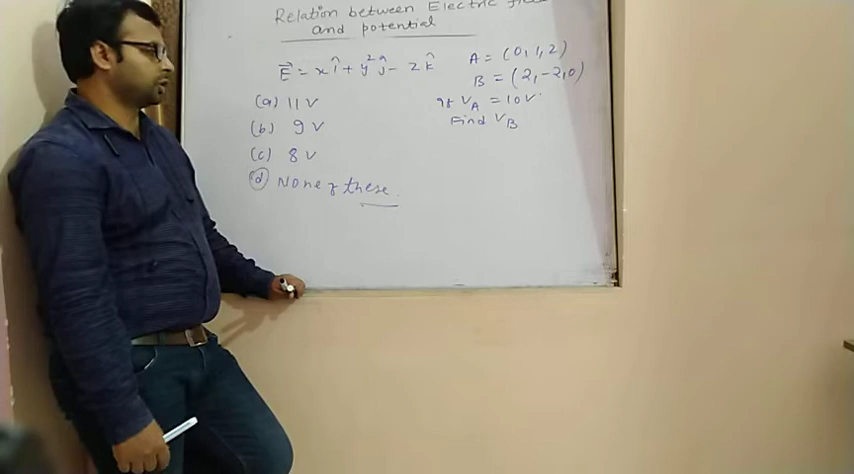 Relation between Electric
and potential
E⃗ = x î + y² ĵ - z k̂
A = (0, 1, 2)
B = (2, -2, 0)
If V_A = 10 V
Find V_B
(a) 11 V
(b) 9 V
(c) 8 V
(d) None of these.